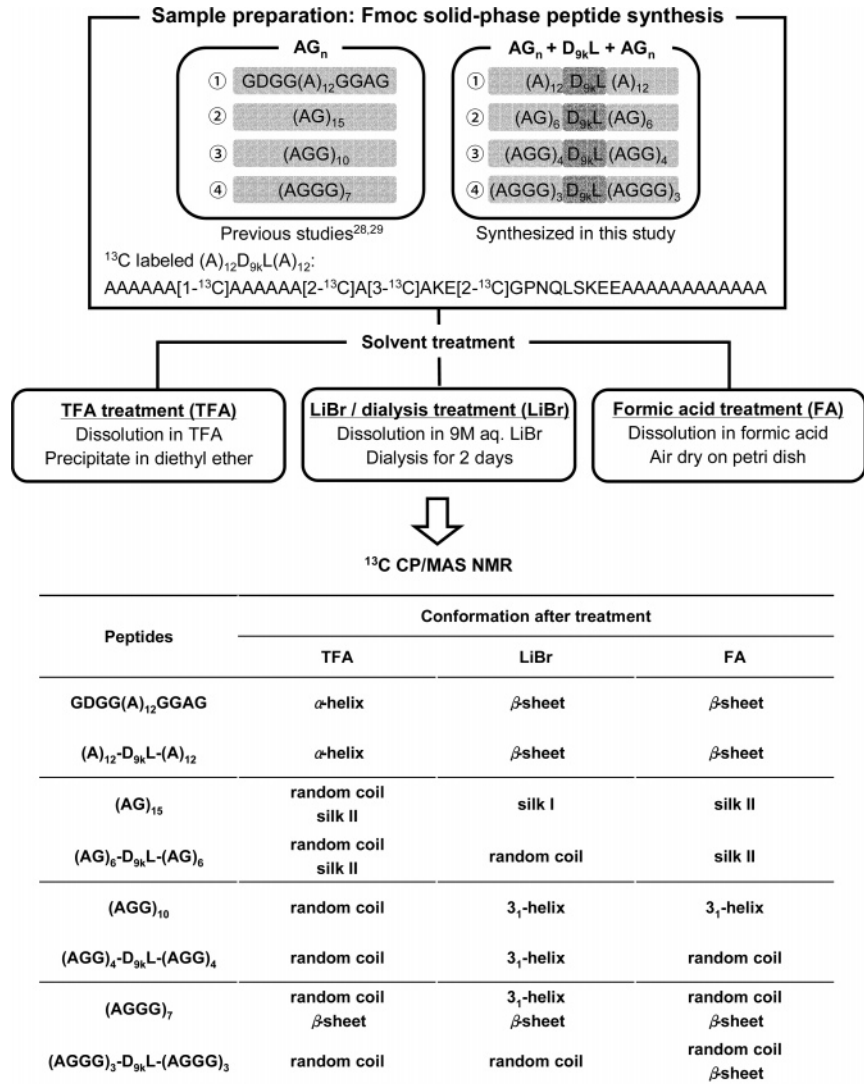 Sample preparation: Fmoc solid-phase peptide synthesis
AGₙ
① GDGG(A)₁₂GGAG
② (AG)₁₅
③ (AGG)₁₀
④ (AGGG)₇
Previous studies²⁸,²⁹
AGₙ + D₉ₖL + AGₙ
① (A)₁₂ D₉ₖL (A)₁₂
② (AG)₆ D₉ₖL (AG)₆
③ (AGG)₄ D₉ₖL (AGG)₄
④ (AGGG)₃ D₉ₖL (AGGG)₃
Synthesized in this study
¹³C labeled (A)₁₂D₉ₖL(A)₁₂:
AAAAAA[1-¹³C]AAAAAA[2-¹³C]A[3-¹³C]AKE[2-¹³C]GPNQLSKEEAAAAAAAAAAAA
Solvent treatment
TFA treatment (TFA)
Dissolution in TFA
Precipitate in diethyl ether
LiBr / dialysis treatment (LiBr)
Dissolution in 9M aq. LiBr
Dialysis for 2 days
Formic acid treatment (FA)
Dissolution in formic acid
Air dry on petri dish
¹³C CP/MAS NMR
Peptides Conformation after treatment
TFA LiBr FA
GDGG(A)₁₂GGAG α-helix β-sheet β-sheet
(A)₁₂-D₉ₖL-(A)₁₂ α-helix β-sheet β-sheet
(AG)₁₅ random coil silk II silk I silk II
(AG)₆-D₉ₖL-(AG)₆ random coil silk II random coil silk II
(AGG)₁₀ random coil 3₁-helix 3₁-helix
(AGG)₄-D₉ₖL-(AGG)₄ random coil 3₁-helix random coil
(AGGG)₇ random coil β-sheet 3₁-helix β-sheet random coil β-sheet
(AGGG)₃-D₉ₖL-(AGGG)₃ random coil random coil random coil β-sheet